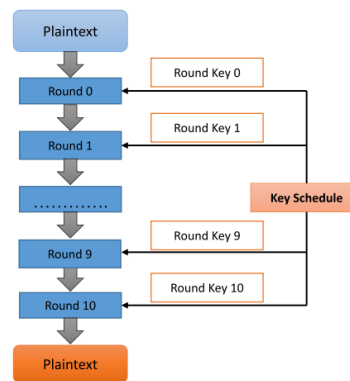 Plaintext
Round Key 0
Round 0
Round Key 1
Round 1
.............
Key Schedule
Round Key 9
Round 9
Round Key 10
Round 10
Plaintext